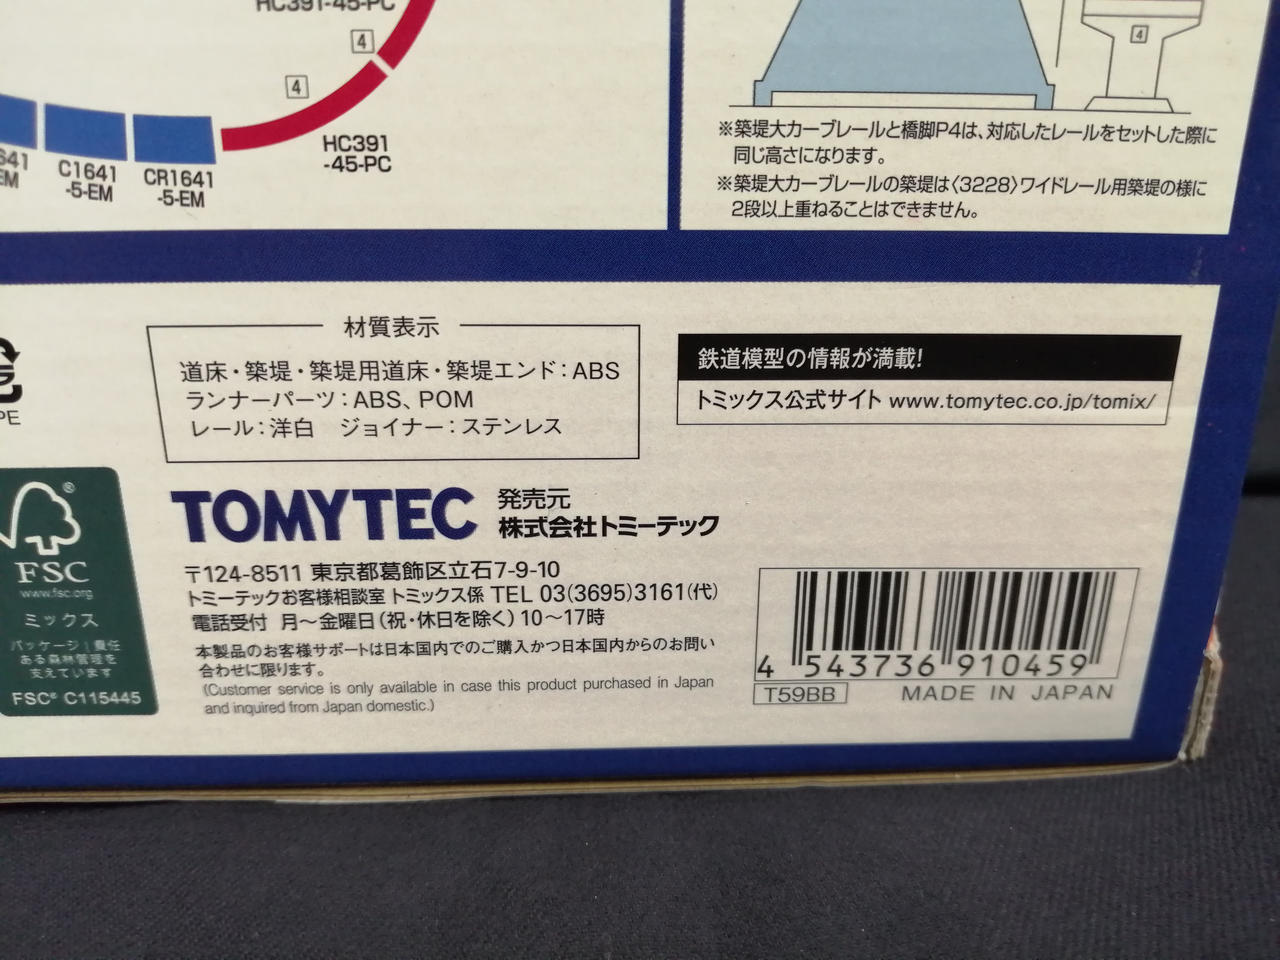 HC391-45-PC
4
4
HC391
-45-PC
641
EM
C1641
-5-EM
CR1641
-5-EM
4
※築堤大カーブレールと橋脚P4は、対応したレールをセットした際に
同じ高さになります。
※築堤大カーブレールの築堤は〈3228〉ワイドレール用築堤の様に
2段以上重ねることはできません。
材質表示
道床・築堤・築堤用道床・築堤エンド：ABS
ランナーパーツ：ABS、POM
レール：洋白 ジョイナー：ステンレス
鉄道模型の情報が満載!
トミックス公式サイト www.tomytec.co.jp/tomix/
PE
FSC
www.fsc.org
ミックス
パッケージ｜責任
ある森林管理を
支えています
FSC® C115445
TOMYTEC 発売元
株式会社トミーテック
〒124-8511 東京都葛飾区立石7-9-10
トミーテックお客様相談室 トミックス係 TEL 03(3695)3161(代)
電話受付 月～金曜日(祝・休日を除く)10～17時
本製品のお客様サポートは日本国内でのご購入かつ日本国内からのお問い
合わせに限ります。
(Customer service is only available in case this product purchased in Japan
and inquired from Japan domestic.)
4 543736 910459
T59BB MADE IN JAPAN